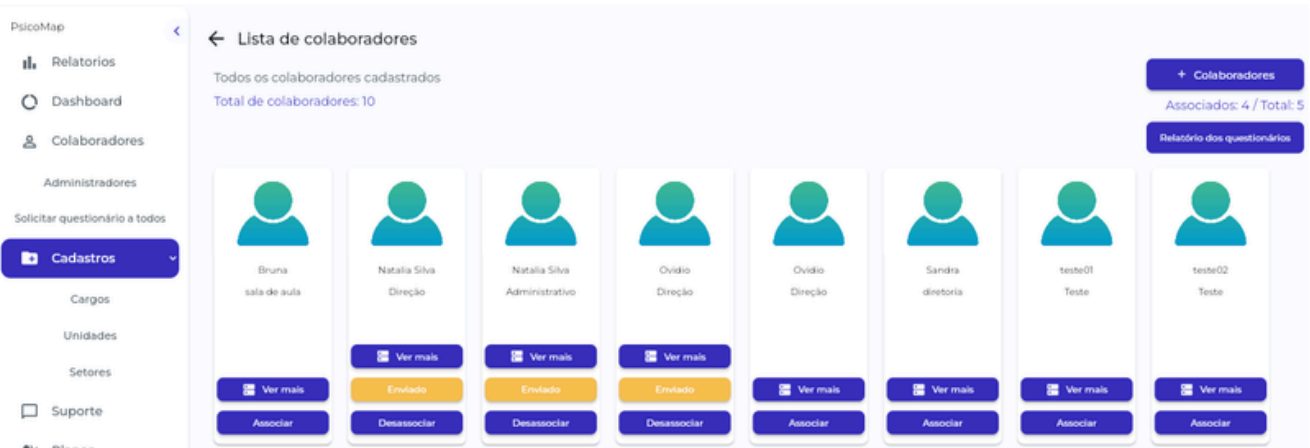 PsicoMap
Relatorios
Dashboard
Colaboradores
Administradores
Solicitar questionário a todos
Cadastros
Cargos
Unidades
Setores
Suporte
Lista de colaboradores
Todos os colaboradores cadastrados
Total de colaboradores: 10
+ Colaboradores
Associados: 4 / Total: 5
Relatório dos questionários
Bruna
sala de aula
Ver mais
Associar
Natalia Silva
Direção
Ver mais
Enviado
Desassociar
Natalia Silva
Administrativo
Ver mais
Enviado
Desassociar
Ovidio
Direção
Ver mais
Enviado
Desassociar
Ovidio
Direção
Ver mais
Associar
Sandra
diretoria
Ver mais
Associar
teste01
Teste
Ver mais
Associar
teste02
Teste
Ver mais
Associar